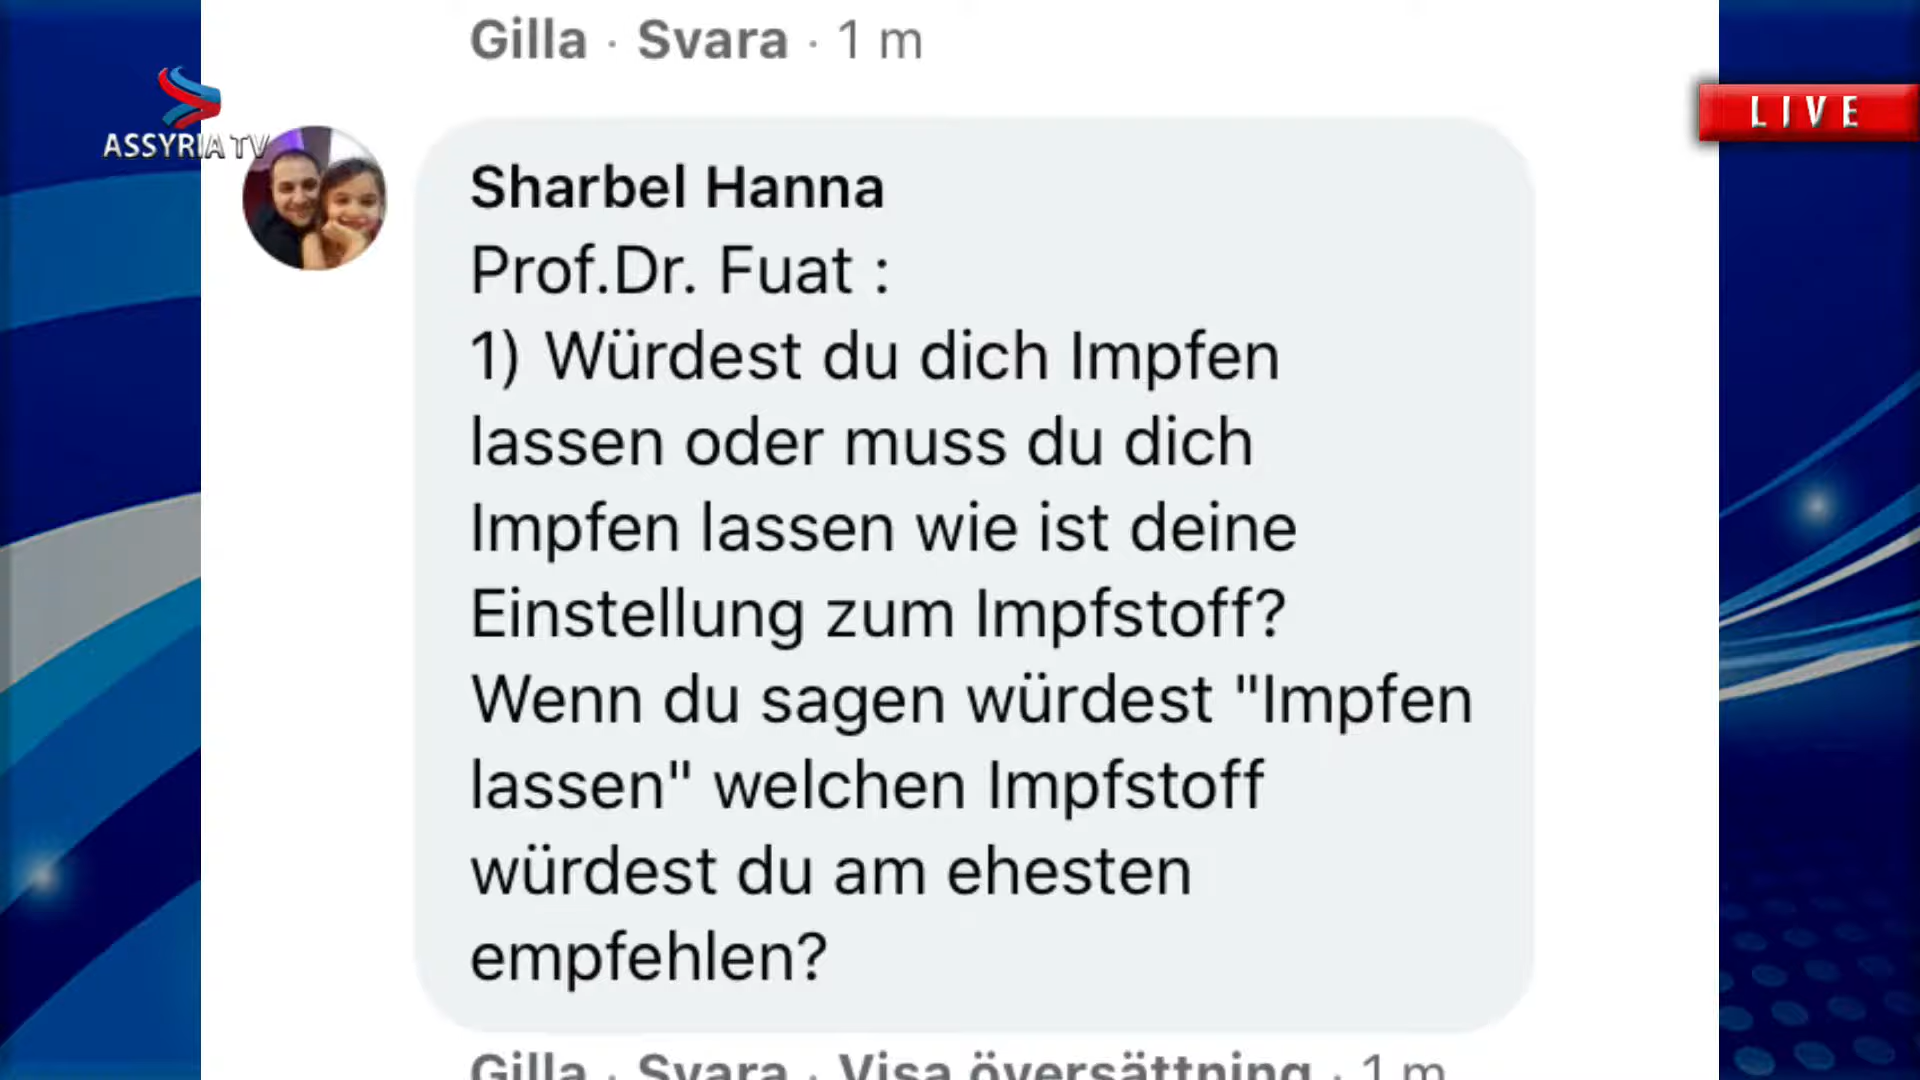 Gilla · Svara · 1 m
ASSYRIA TV
LIVE
Sharbel Hanna
Prof.Dr. Fuat :
1) Würdest du dich Impfen
lassen oder muss du dich
Impfen lassen wie ist deine
Einstellung zum Impfstoff?
Wenn du sagen würdest "Impfen
lassen" welchen Impfstoff
würdest du am ehesten
empfehlen?
Gilla · Svara · Visa översättning · 1 m